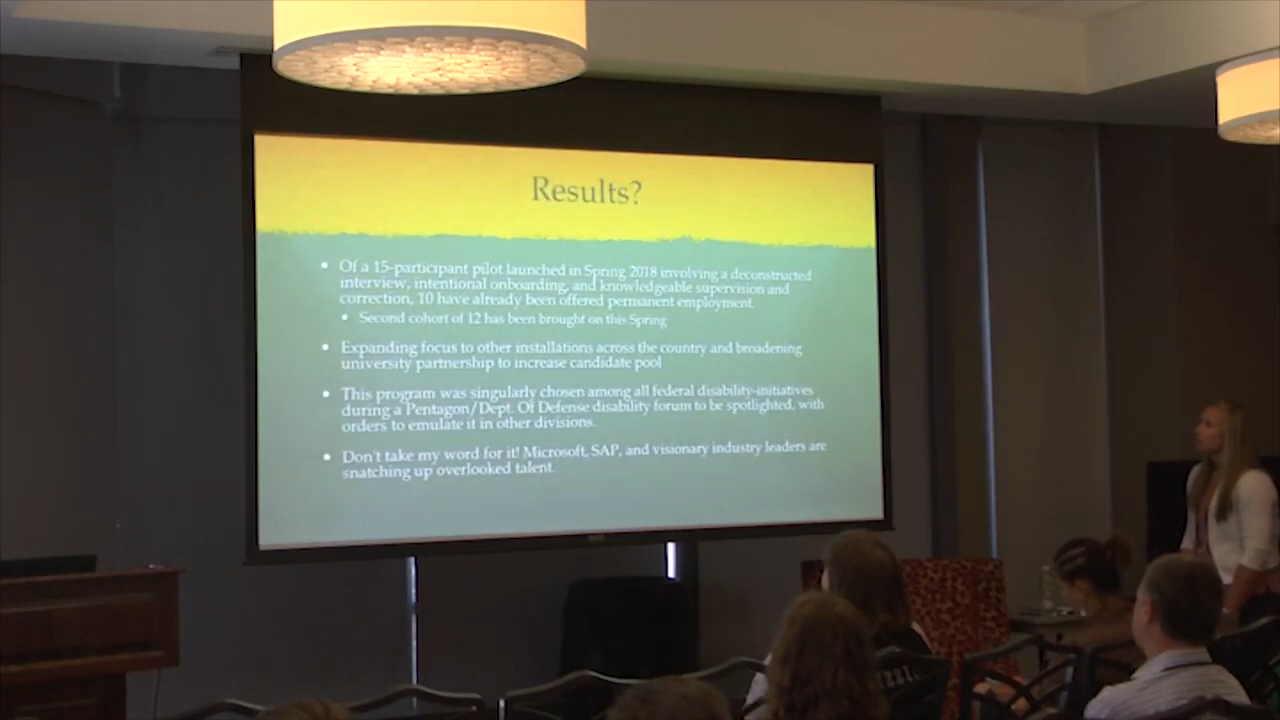 Results?
• Of a 15-participant pilot launched in Spring 2018 involving a deconstructed
interview, intentional onboarding, and knowledgeable supervision and
correction, 10 have already been offered permanent employment.
• Second cohort of 12 has been brought on this Spring
• Expanding focus to other installations across the country and broadening
university partnership to increase candidate pool
• This program was singularly chosen among all federal disability-initiatives
during a Pentagon/Dept. Of Defense disability forum to be spotlighted, with
orders to emulate it in other divisions.
• Don't take my word for it! Microsoft, SAP, and visionary industry leaders are
snatching up overlooked talent.